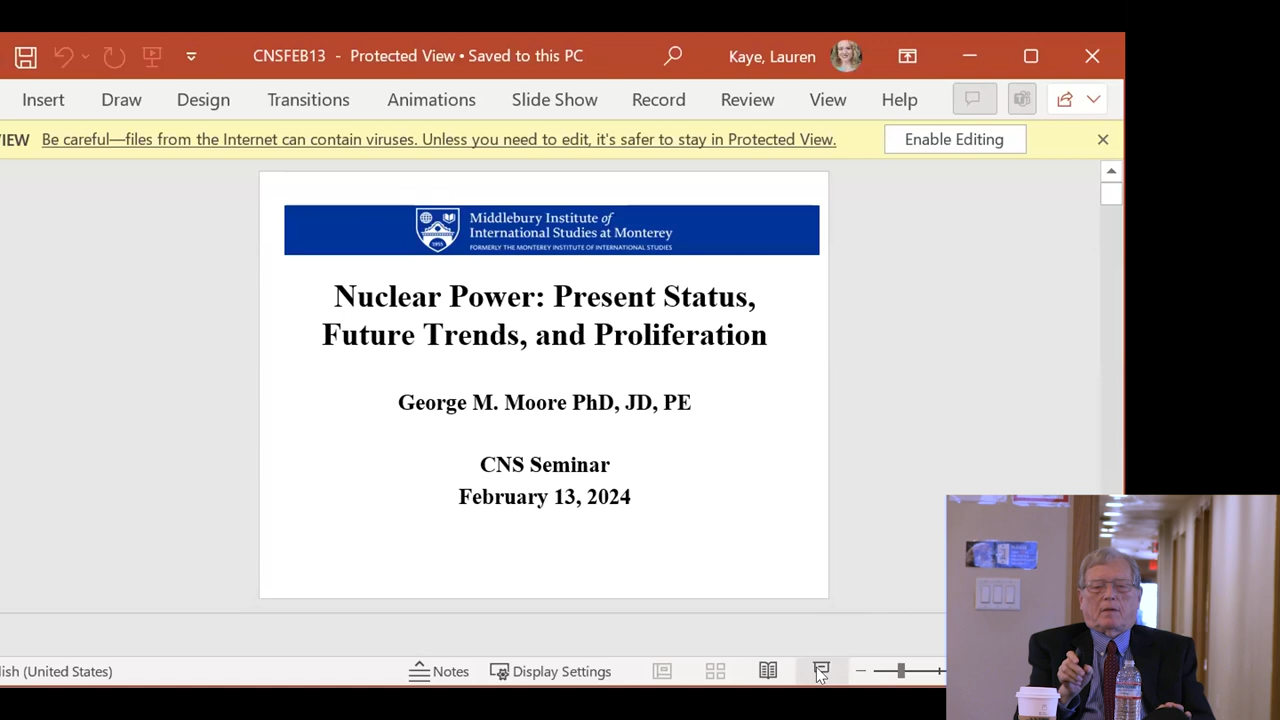 CNSFEB13 - Protected View • Saved to this PC
Kaye, Lauren
Insert Draw Design Transitions Animations Slide Show Record Review View Help
IEW Be careful—files from the Internet can contain viruses. Unless you need to edit, it's safer to stay in Protected View. Enable Editing
Middlebury Institute of
International Studies at Monterey
FORMERLY THE MONTEREY INSTITUTE OF INTERNATIONAL STUDIES
1955
Nuclear Power: Present Status,
Future Trends, and Proliferation
George M. Moore PhD, JD, PE
CNS Seminar
February 13, 2024
lish (United States) Notes Display Settings